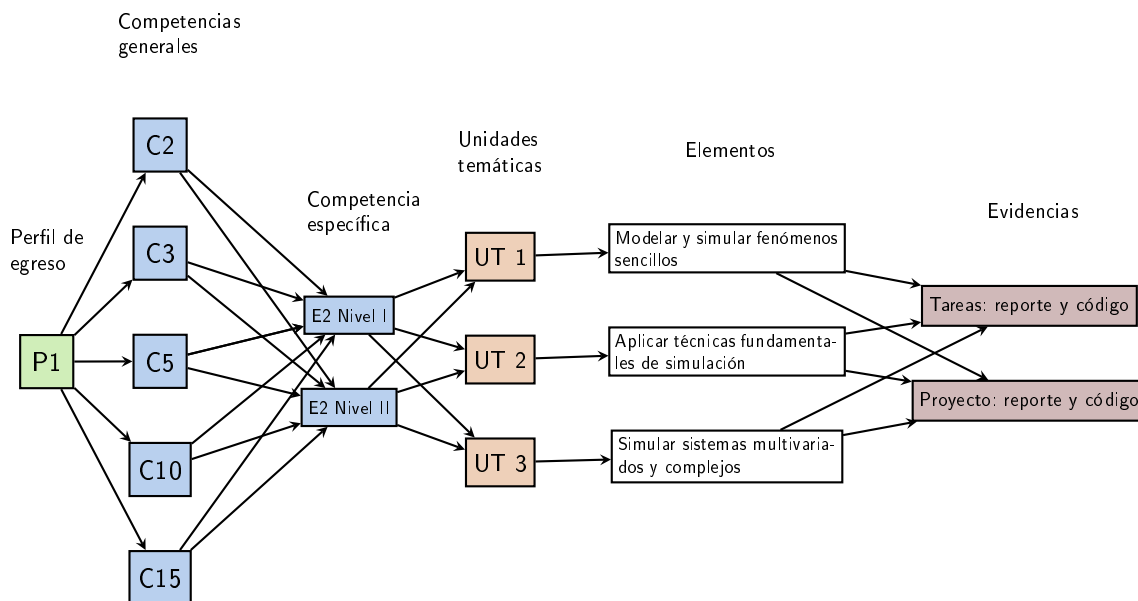 Competencias
generales
C2
C3
C5
C10
C15
Perfil de
egreso
P1
Competencia
específica
E2 Nivel I
E2 Nivel II
Unidades
temáticas
UT 1
UT 2
UT 3
Elementos
Modelar y simular fenómenos
sencillos
Aplicar técnicas fundamenta-
les de simulación
Simular sistemas multivaria-
dos y complejos
Evidencias
Tareas: reporte y código
Proyecto: reporte y código